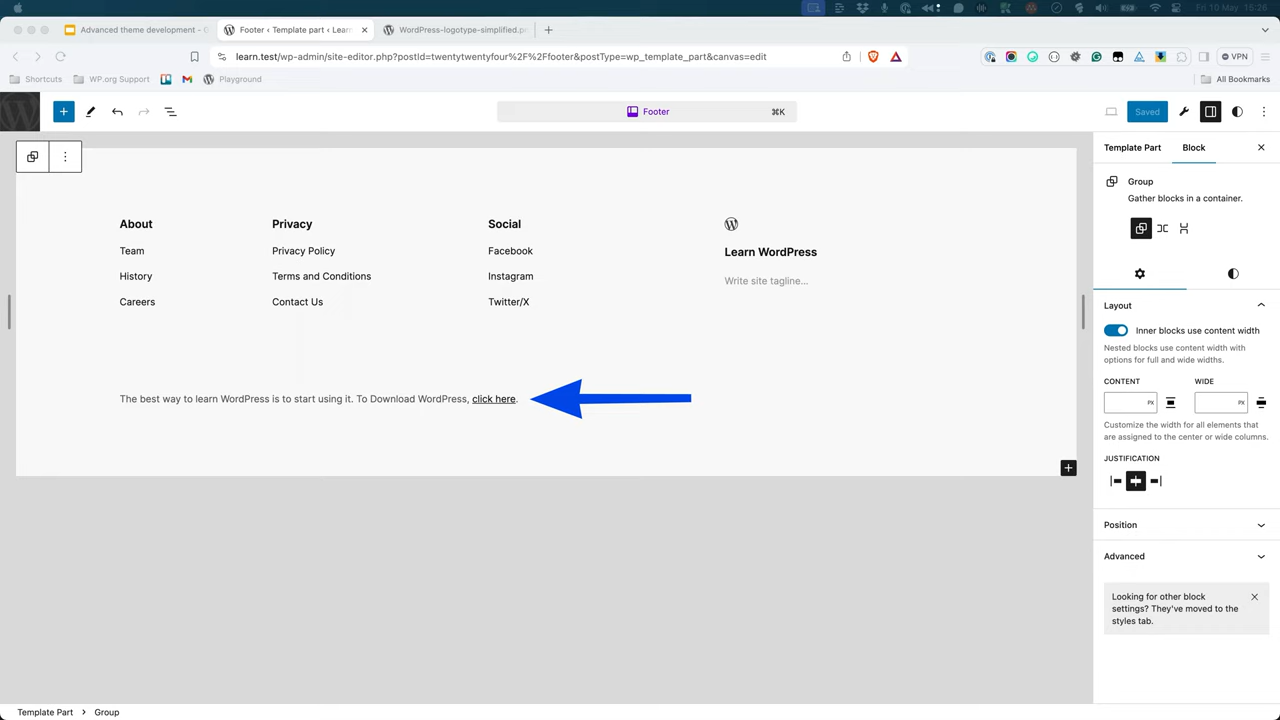 Fri 10 May 15:26
Advanced theme development - G
Footer ‹ Template part ‹ Learn
WordPress-logotype-simplified.pn
learn.test/wp-admin/site-editor.php?postId=twentytwentyfour%2F%2Ffooter&postType=wp_template_part&canvas=edit
VPN
Shortcuts
WP.org Support
Playground
All Bookmarks
Footer
⌘K
Saved
Template Part
Block
Group
Gather blocks in a container.
About
Privacy
Social
Team
Privacy Policy
Facebook
Learn WordPress
History
Terms and Conditions
Instagram
Write site tagline...
Careers
Contact Us
Twitter/X
The best way to learn WordPress is to start using it. To Download WordPress, click here.
Layout
Inner blocks use content width
Nested blocks use content width with
options for full and wide widths.
CONTENT
WIDE
PX
PX
Customize the width for all elements that
are assigned to the center or wide columns.
JUSTIFICATION
Position
Advanced
Looking for other block
settings? They've moved to the
styles tab.
Template Part
Group